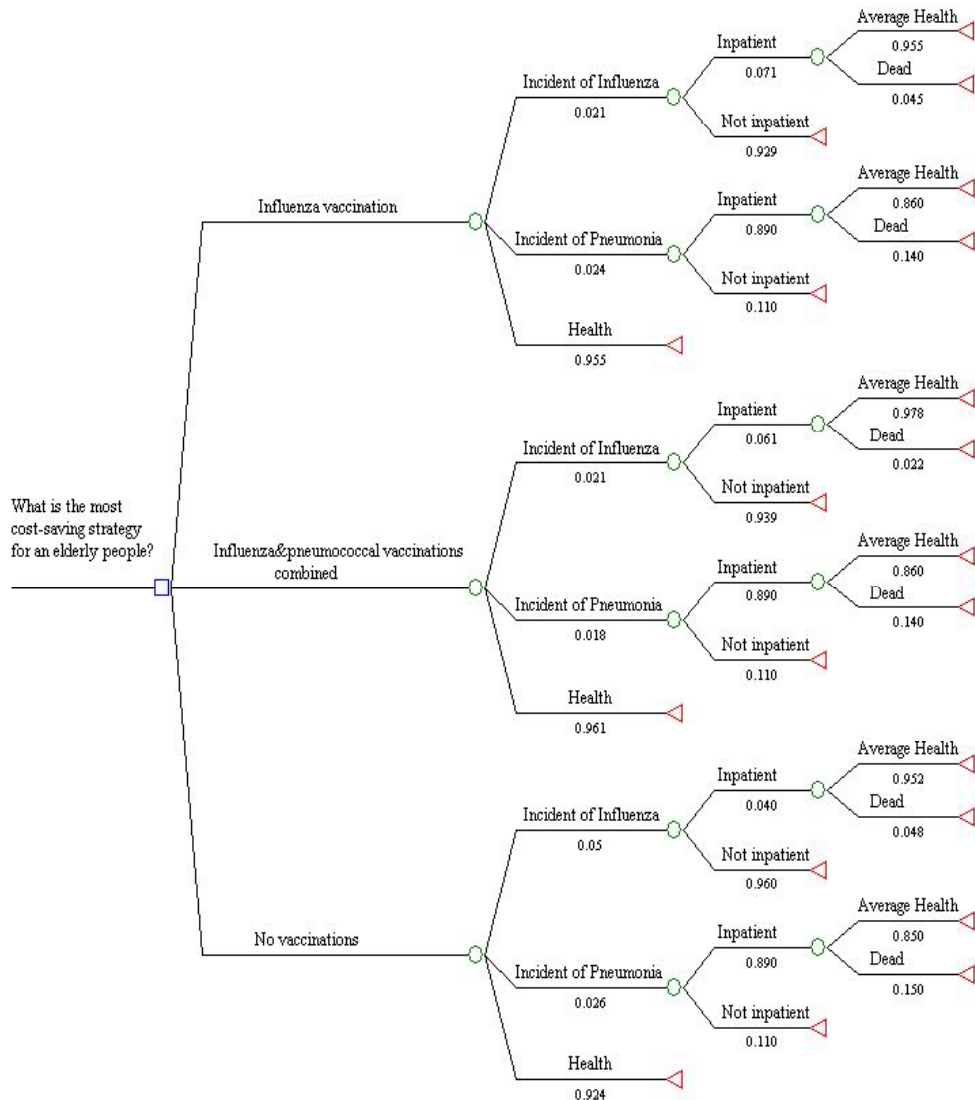 Average Health
0.955
Dead
0.045
Inpatient
0.071
Not inpatient
0.929
Incident of Influenza
0.021
Average Health
0.860
Dead
0.140
Inpatient
0.890
Not inpatient
0.110
Incident of Pneumonia
0.024
Health
0.955
Influenza vaccination
Average Health
0.978
Dead
0.022
Inpatient
0.061
Not inpatient
0.939
Incident of Influenza
0.021
What is the most
cost-saving strategy
for an elderly people?
Influenza&pneumococcal vaccinations
combined
Average Health
0.860
Dead
0.140
Inpatient
0.890
Not inpatient
0.110
Incident of Pneumonia
0.018
Health
0.961
Average Health
0.952
Dead
0.048
Inpatient
0.040
Not inpatient
0.960
Incident of Influenza
0.05
No vaccinations
Average Health
0.850
Dead
0.150
Inpatient
0.890
Not inpatient
0.110
Incident of Pneumonia
0.026
Health
0.924